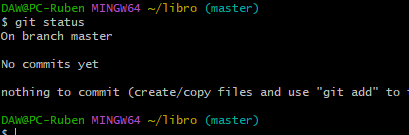 DAW@PC-Ruben MINGW64 ~/libro (master)
$ git status
On branch master
No commits yet
nothing to commit (create/copy files and use "git add" to
DAW@PC-Ruben MINGW64 ~/libro (master)
$